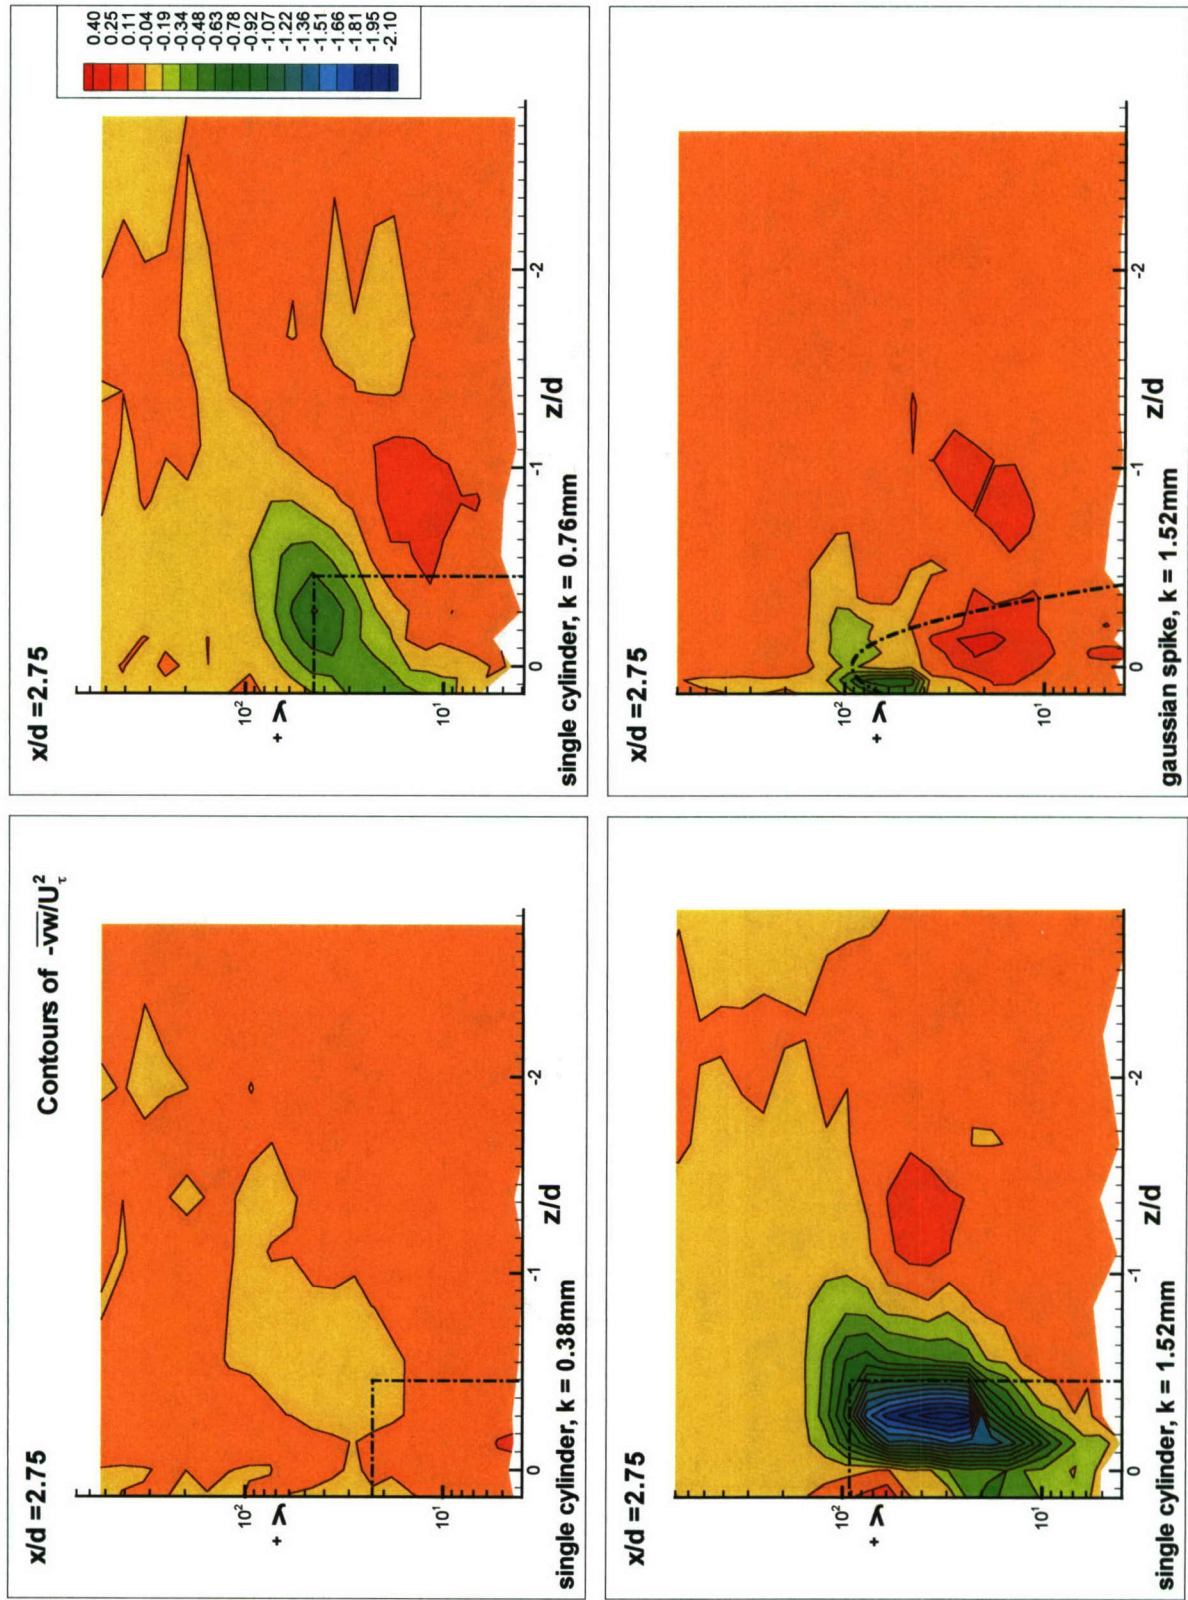 Contours of -vw/U²τ
x/d =2.75
10²
y+
10¹
0
-1
-2
z/d
single cylinder, k = 0.38mm
x/d =2.75
0.40
0.25
0.11
-0.04
-0.19
-0.34
-0.48
-0.63
-0.78
-0.92
-1.07
-1.22
-1.36
-1.51
-1.66
-1.81
-1.95
-2.10
10²
y+
10¹
0
-1
-2
z/d
single cylinder, k = 0.76mm
x/d =2.75
10²
y+
10¹
0
-1
-2
z/d
single cylinder, k = 1.52mm
x/d =2.75
10²
y+
10¹
0
-1
-2
z/d
gaussian spike, k = 1.52mm